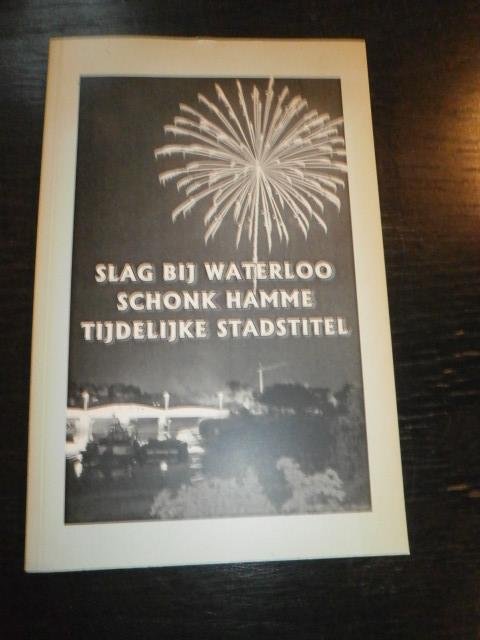 SLAG BIJ WATERLOO
SCHONK HAMME
TIJDELIJKE STADSTITEL